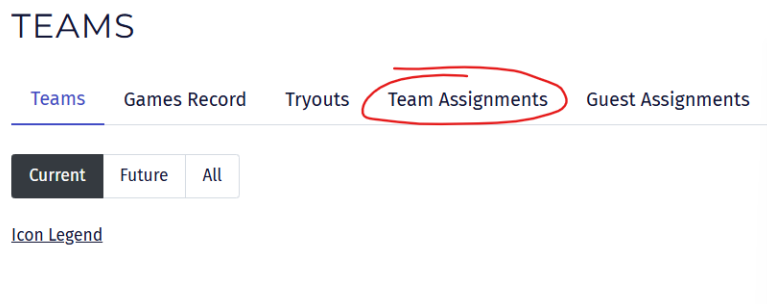 TEAMS
Teams Games Record Tryouts Team Assignments Guest Assignments
Current Future All
Icon Legend